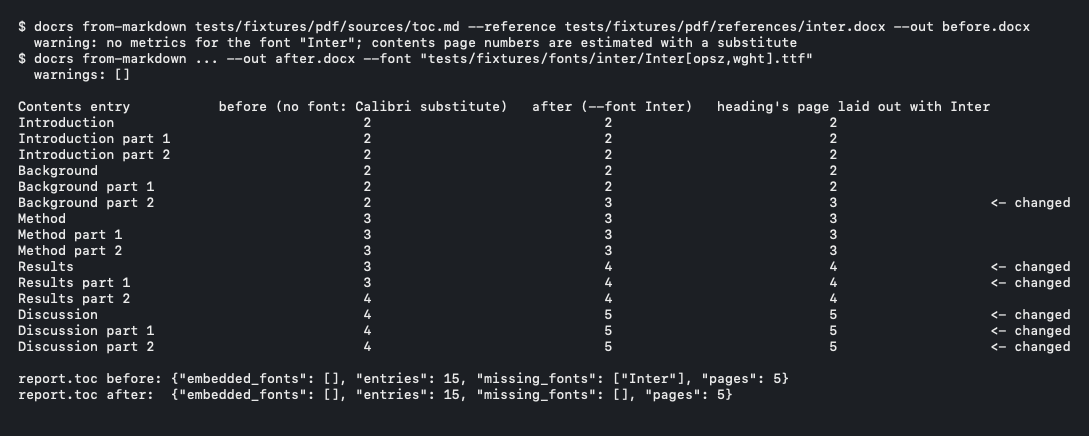 $ docrs from-markdown tests/fixtures/pdf/sources/toc.md --reference tests/fixtures/pdf/references/inter.docx --out before.docx
  warning: no metrics for the font "Inter"; contents page numbers are estimated with a substitute
$ docrs from-markdown ... --out after.docx --font "tests/fixtures/fonts/inter/Inter[opsz,wght].ttf"
  warnings: []

Contents entry           before (no font: Calibri substitute)   after (--font Inter)   heading's page laid out with Inter
Introduction                               2                             2                           2
Introduction part 1                        2                             2                           2
Introduction part 2                        2                             2                           2
Background                                 2                             2                           2
Background part 1                          2                             2                           2
Background part 2                          2                             3                           3                   <- changed
Method                                     3                             3                           3
Method part 1                              3                             3                           3
Method part 2                              3                             3                           3
Results                                    3                             4                           4                   <- changed
Results part 1                             3                             4                           4                   <- changed
Results part 2                             4                             4                           4
Discussion                                 4                             5                           5                   <- changed
Discussion part 1                          4                             5                           5                   <- changed
Discussion part 2                          4                             5                           5                   <- changed

report.toc before: {"embedded_fonts": [], "entries": 15, "missing_fonts": ["Inter"], "pages": 5}
report.toc after:  {"embedded_fonts": [], "entries": 15, "missing_fonts": [], "pages": 5}